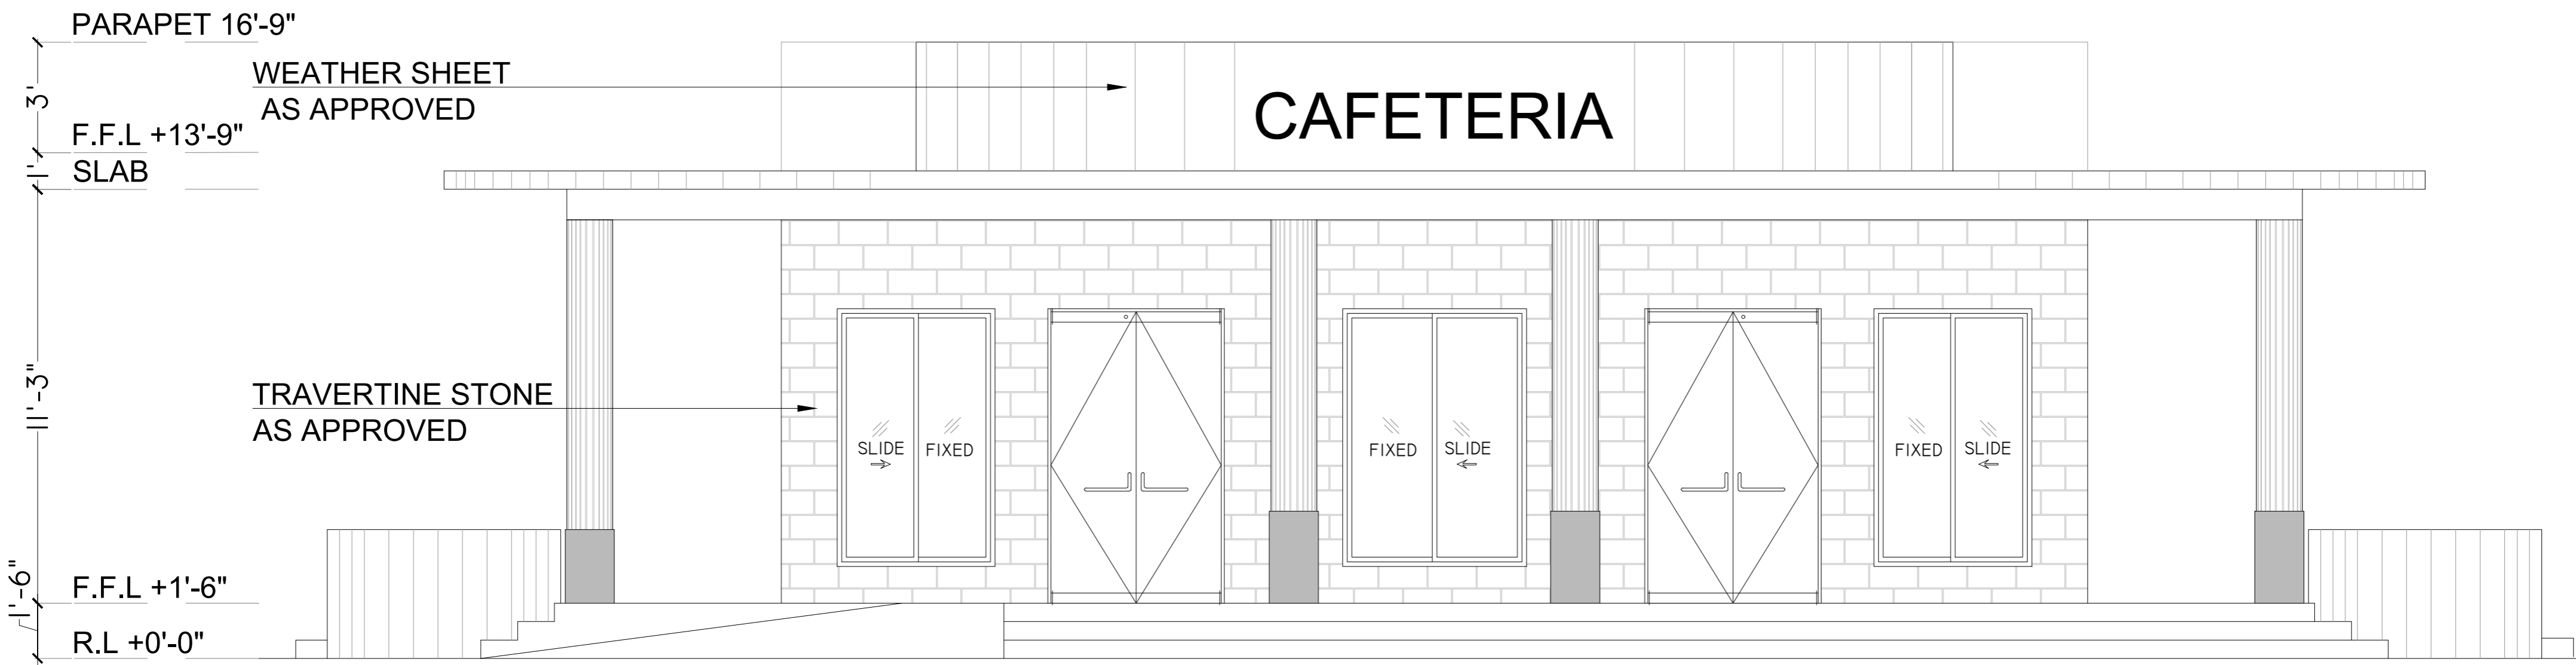 PARAPET 16'-9"
WEATHER SHEET
AS APPROVED
3'
CAFETERIA
F.F.L +13'-9"
1'
SLAB
11'-3"
TRAVERTINE STONE
AS APPROVED
SLIDE
FIXED
FIXED
SLIDE
FIXED
SLIDE
1'-6"
F.F.L +1'-6"
R.L +0'-0"